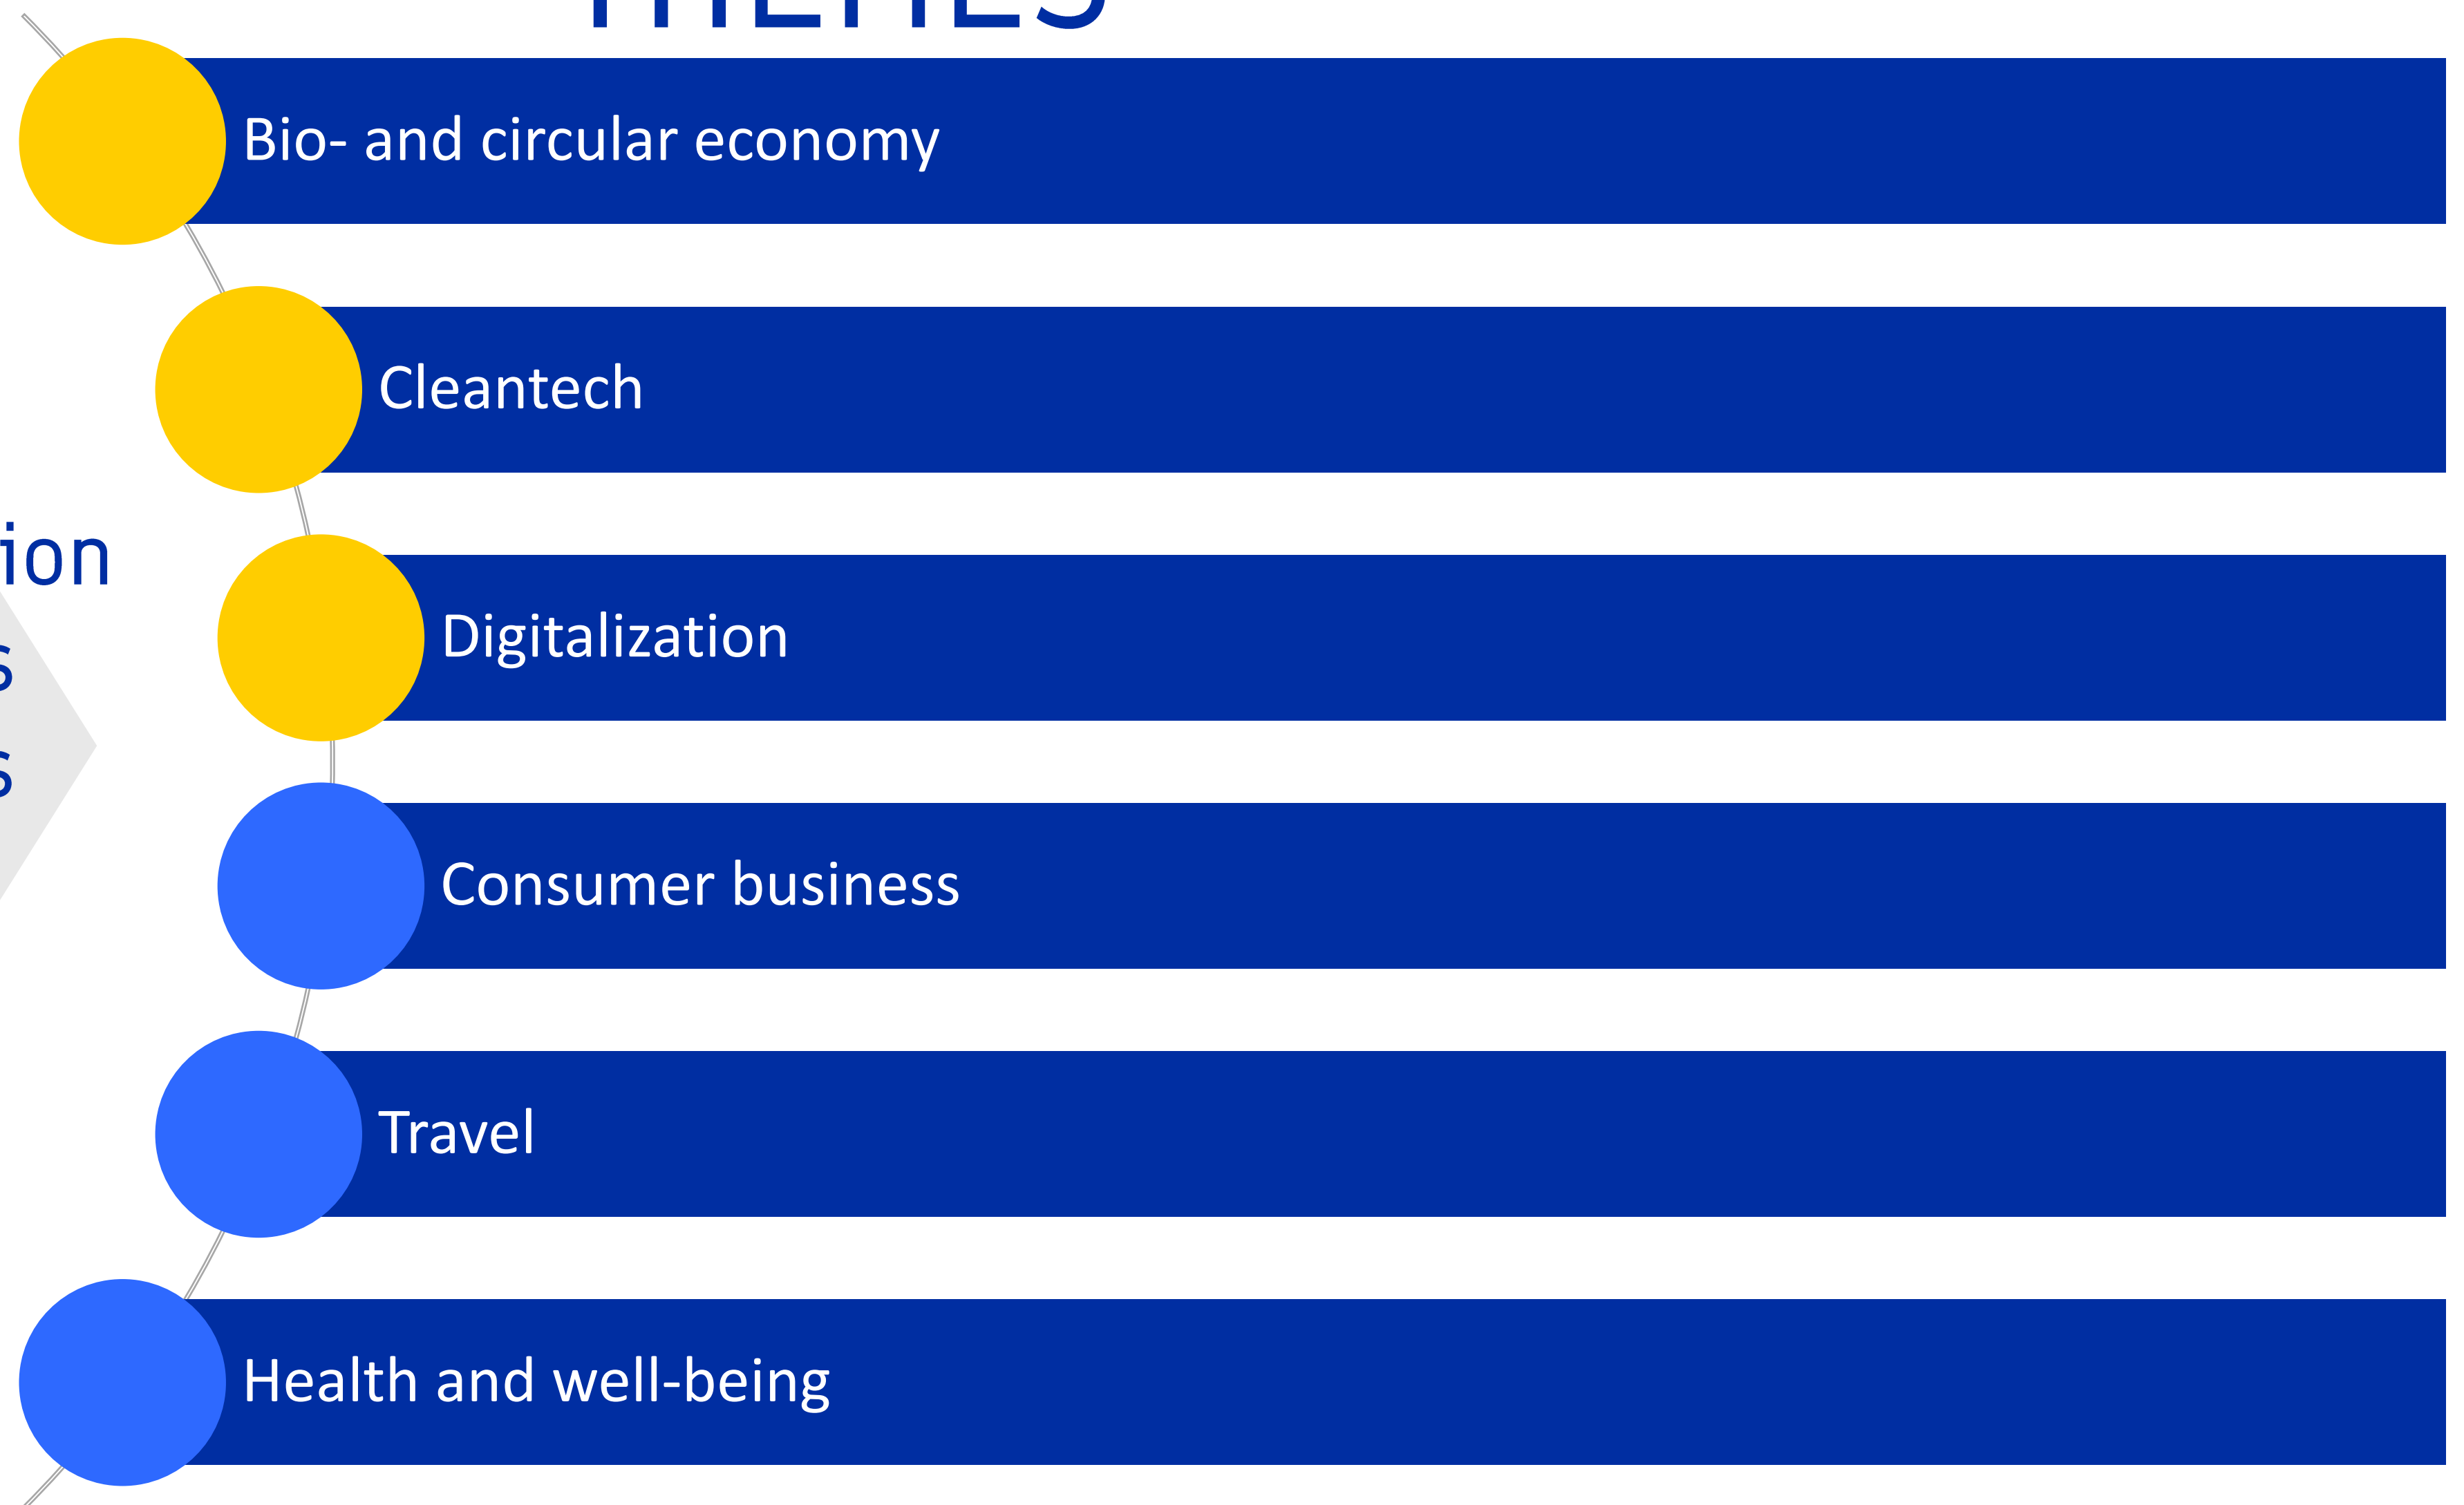 Bio- and circular economy
Cleantech
Digitalization
Consumer business
Travel
Health and well-being